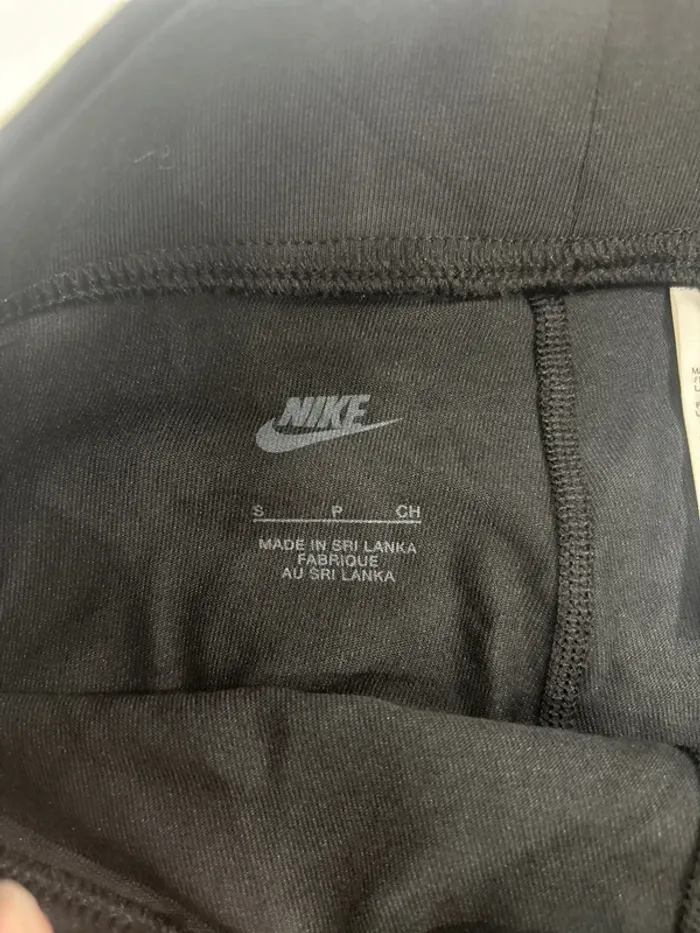 NIKE
S P CH
MADE IN SRI LANKA
FABRIQUE
AU SRI LANKA